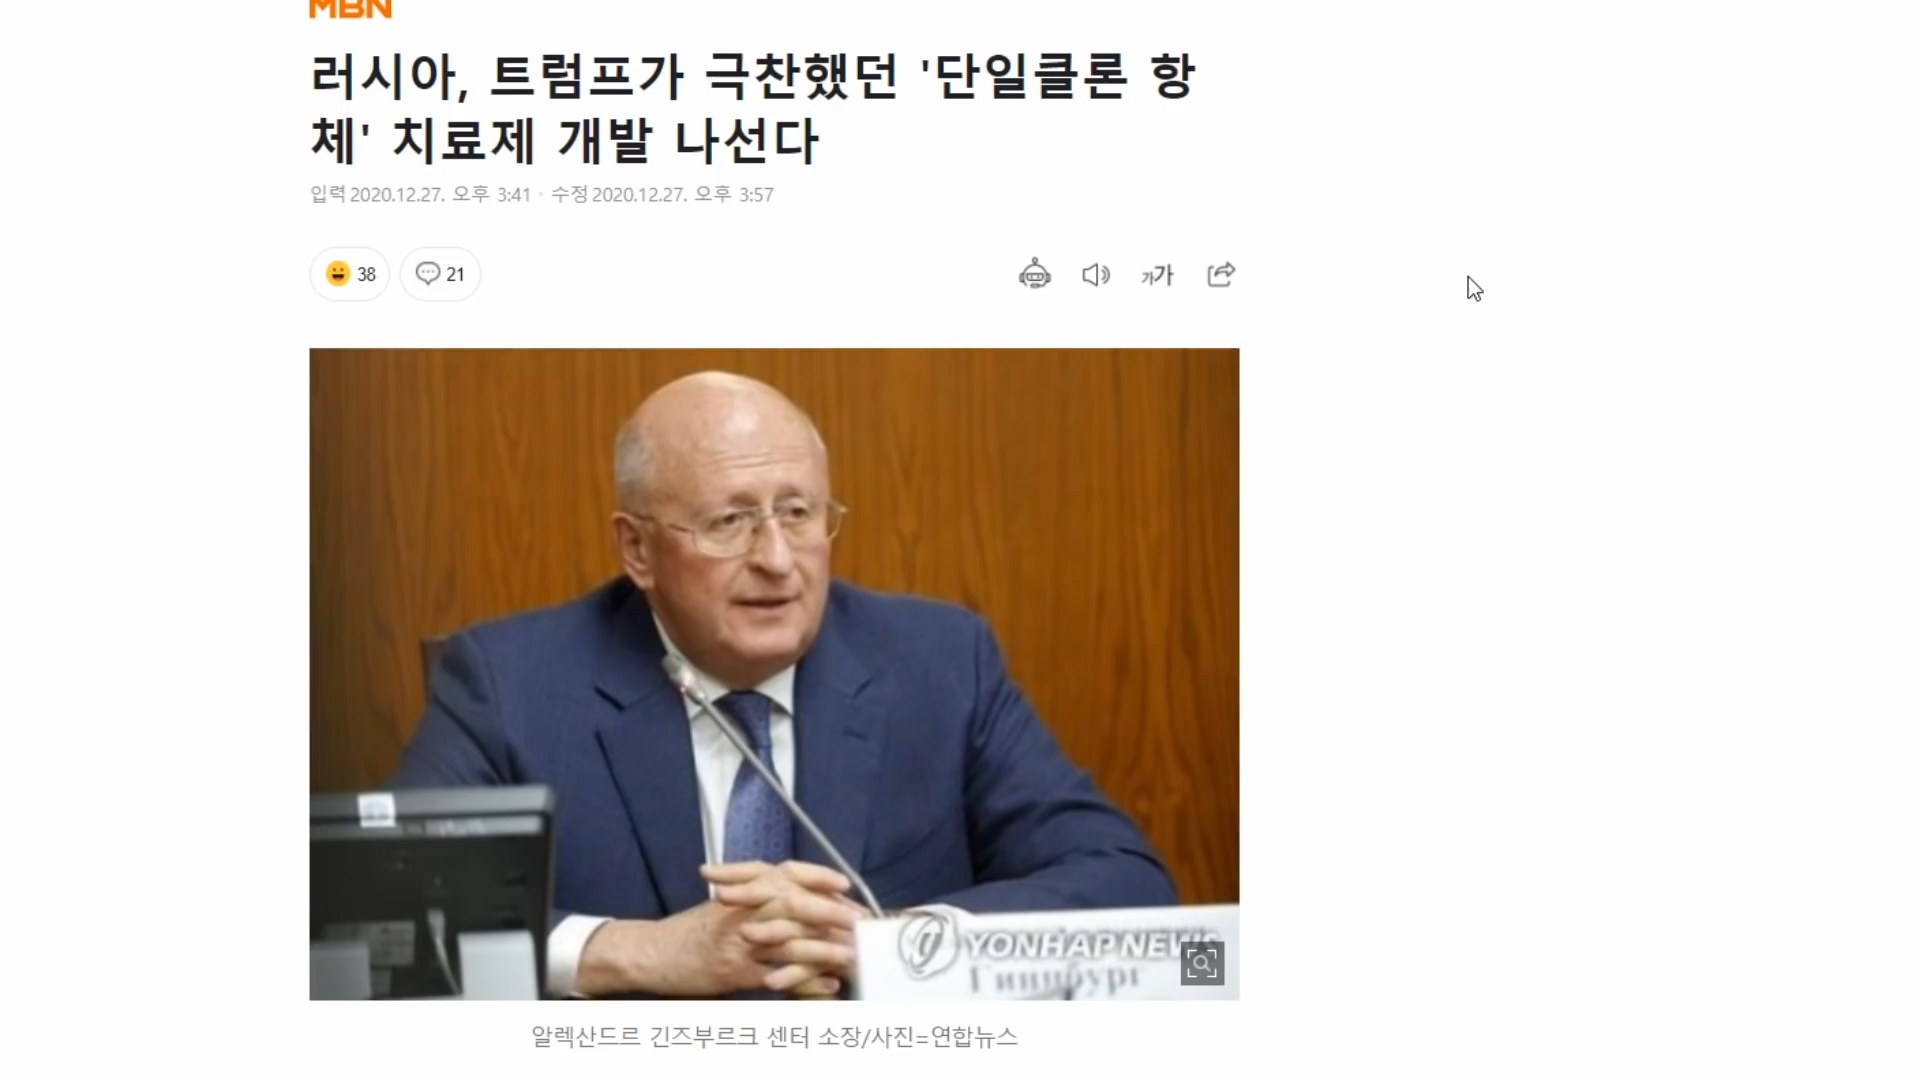 MBN
러시아, 트럼프가 극찬했던 '단일클론 항
체' 치료제 개발 나선다
입력 2020.12.27. 오후 3:41 · 수정 2020.12.27. 오후 3:57
38
21
가가
YONHAP NEWS
Гинцбург
알렉산드르 긴즈부르크 센터 소장/사진=연합뉴스